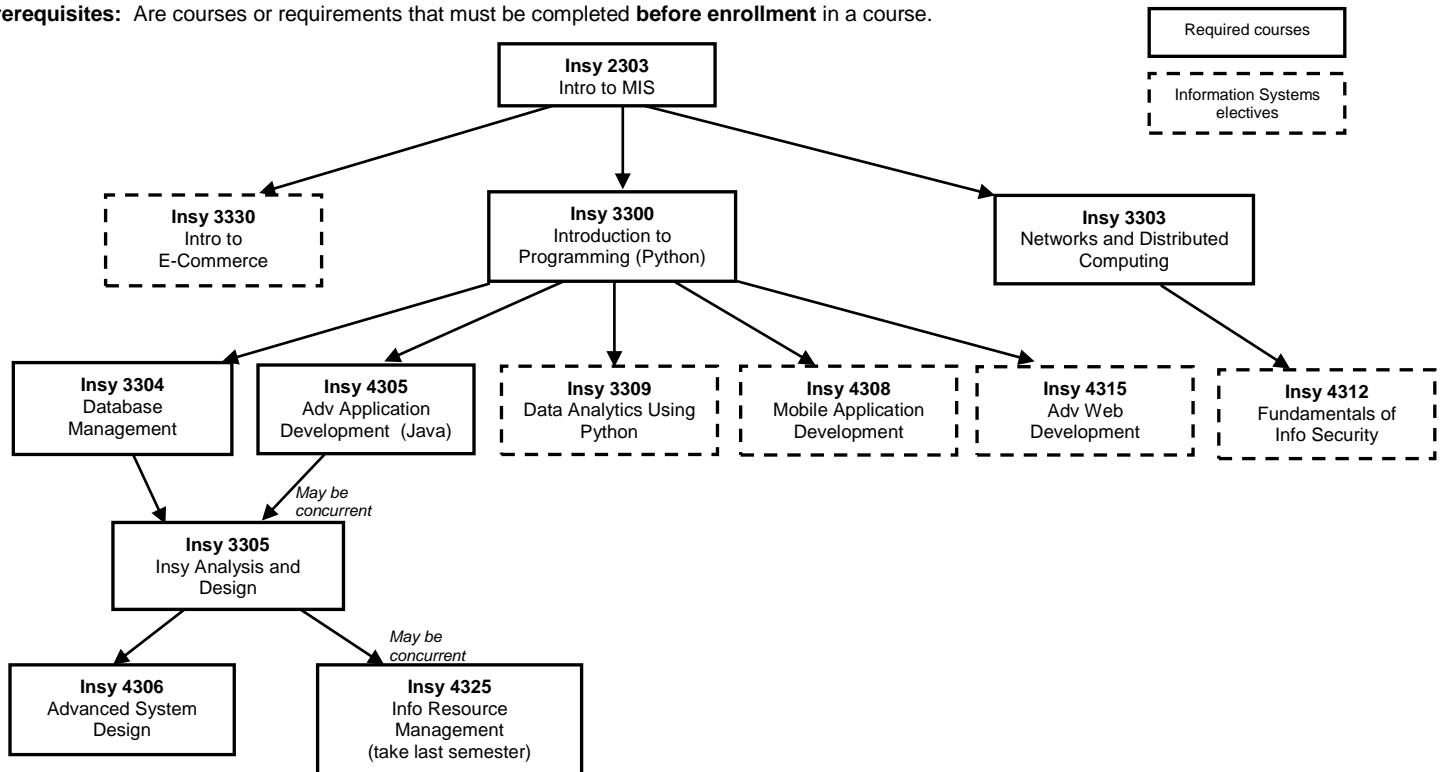 rerequisites: Are courses or requirements that must be completed before enrollment in a course.
Required courses
Information Systems
electives
Insy 2303
Intro to MIS
Insy 3330
Intro to
E-Commerce
Insy 3300
Introduction to
Programming (Python)
Insy 3303
Networks and Distributed
Computing
Insy 3304
Database
Management
Insy 4305
Adv Application
Development (Java)
Insy 3309
Data Analytics Using
Python
Insy 4308
Mobile Application
Development
Insy 4315
Adv Web
Development
Insy 4312
Fundamentals of
Info Security
May be
concurrent
Insy 3305
Insy Analysis and
Design
May be
concurrent
Insy 4306
Advanced System
Design
Insy 4325
Info Resource
Management
(take last semester)